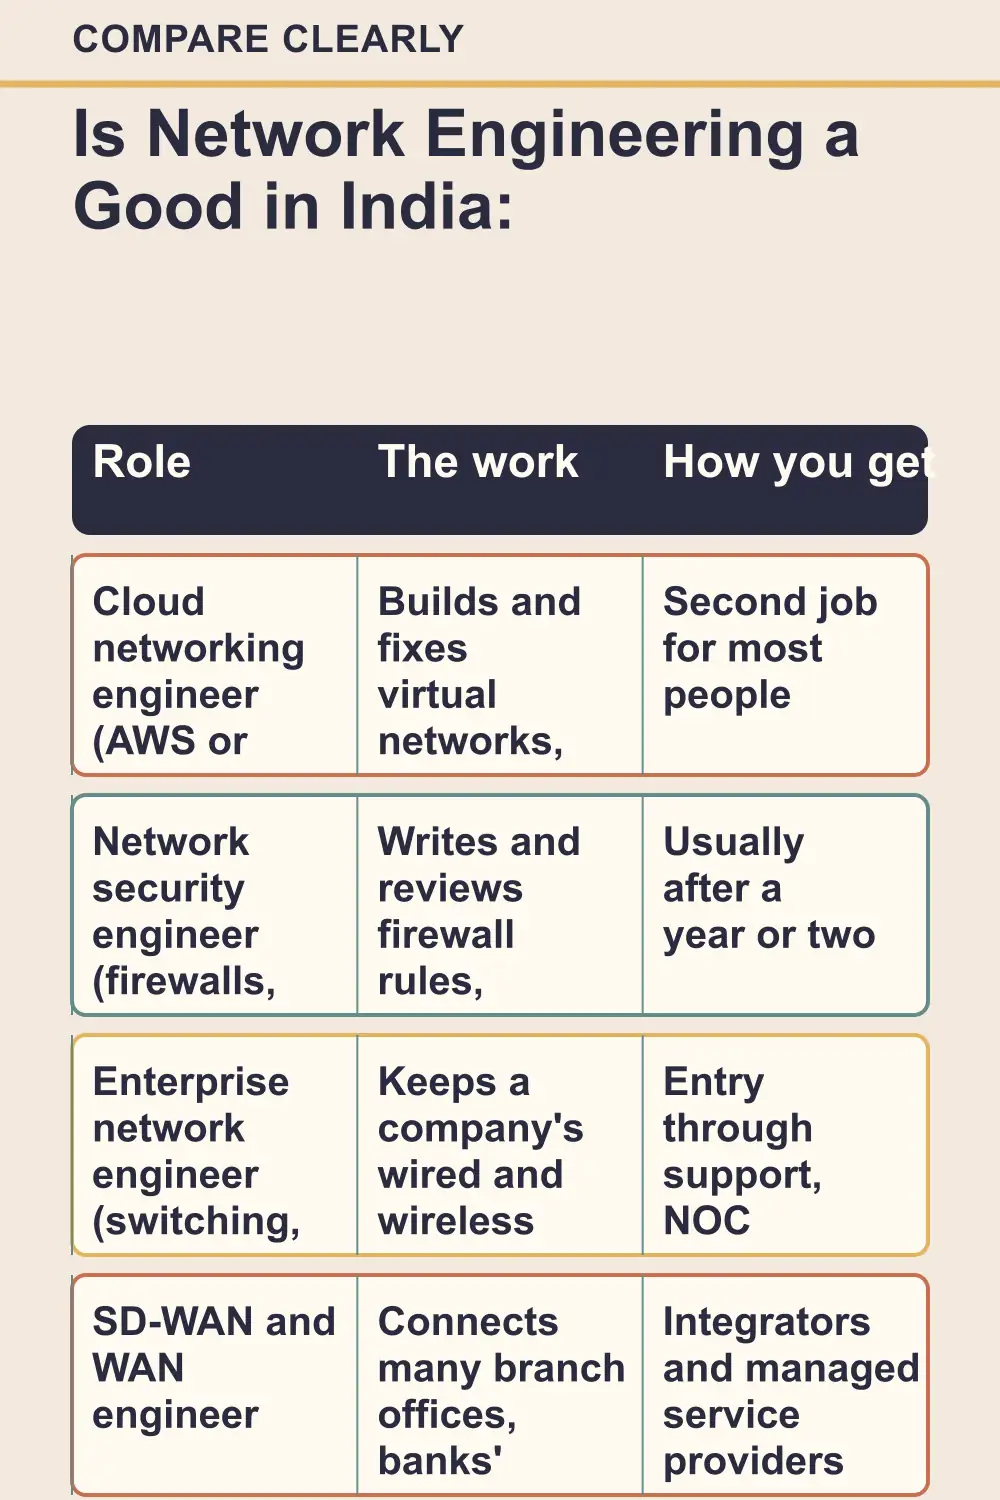 COMPARE CLEARLY
Is Network Engineering a
Good in India:
Role
The work
How you get
Cloud
networking
engineer
(AWS or
Builds and
fixes
virtual
networks,
Second job
for most
people
Network
security
engineer
(firewalls,
Writes and
reviews
firewall
rules,
Usually
after a
year or two
Enterprise
network
engineer
(switching,
Keeps a
company's
wired and
wireless
Entry
through
support,
NOC
SD-WAN and
WAN
engineer
Connects
many branch
offices,
banks'
Integrators
and managed
service
providers